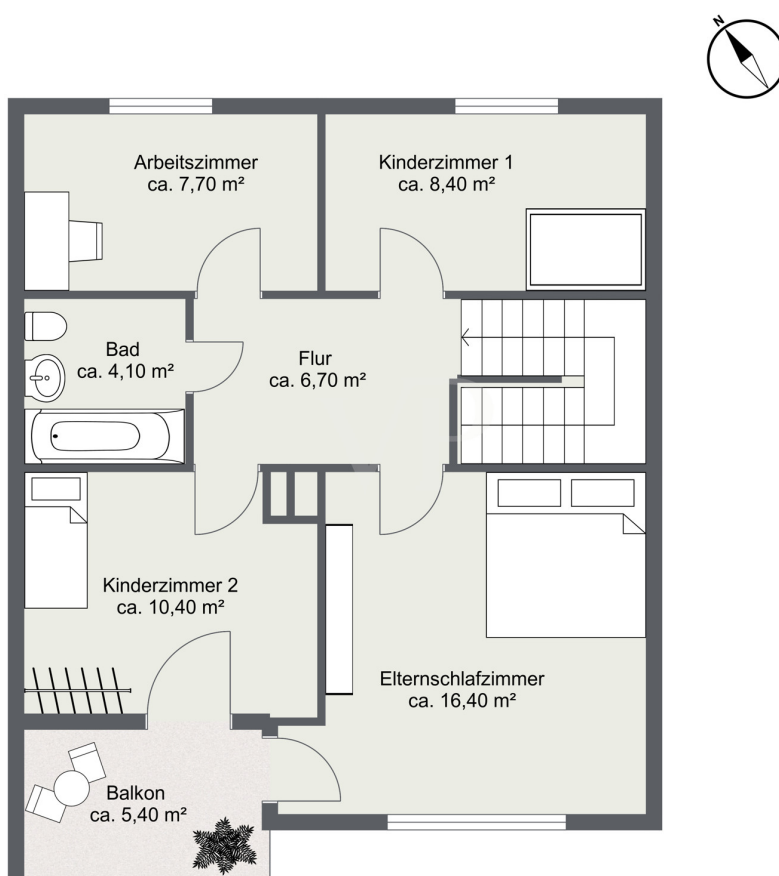 N
Arbeitszimmer
ca. 7,70 m²
Kinderzimmer 1
ca. 8,40 m²
Bad
ca. 4,10 m²
Flur
ca. 6,70 m²
Kinderzimmer 2
ca. 10,40 m²
Elternschlafzimmer
ca. 16,40 m²
Balkon
ca. 5,40 m²